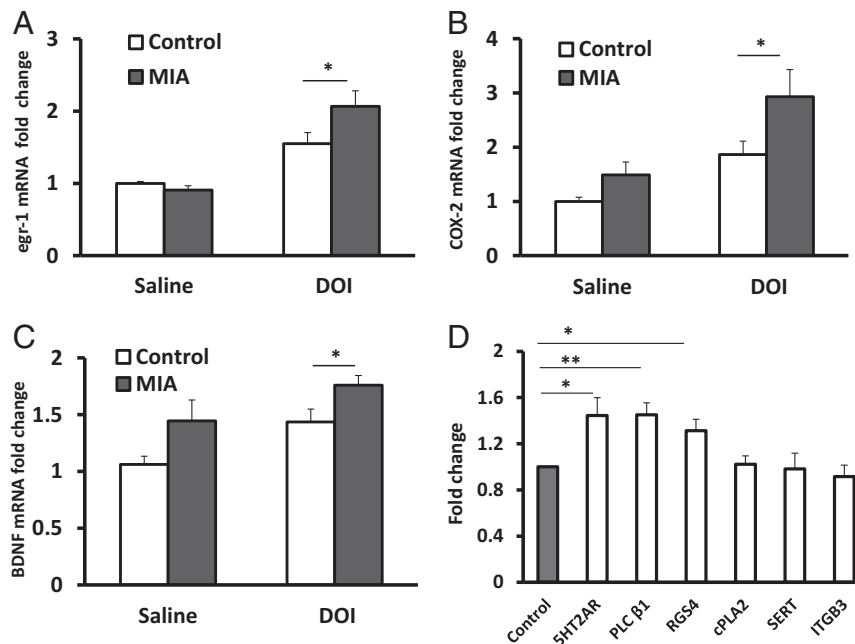 A
egr-1 mRNA fold change
3
2
1
0
Control
MIA
*
Saline
DOI
B
COX-2 mRNA fold change
4
3
2
1
0
Control
MIA
*
Saline
DOI
C
BDNF mRNA fold change
2
1.5
1
0.5
0
Control
MIA
*
Saline
DOI
D
Fold change
2
1.6
1.2
0.8
0.4
0
*
**
*
Control
5HT2AR
PLC β1
RGS4
cPLA2
SERT
ITGB3